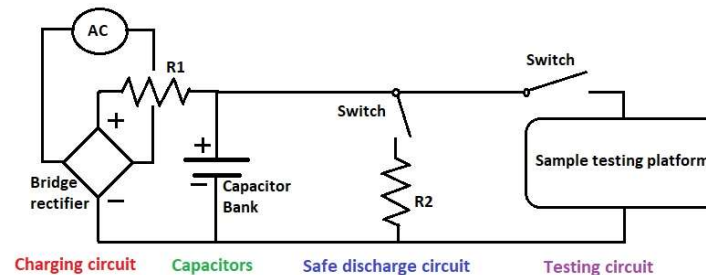 AC
R1
Switch
Switch
+
+
Sample testing platform
Bridge
rectifier
−
−
Capacitor
Bank
R2
Charging circuit
Capacitors
Safe discharge circuit
Testing circuit